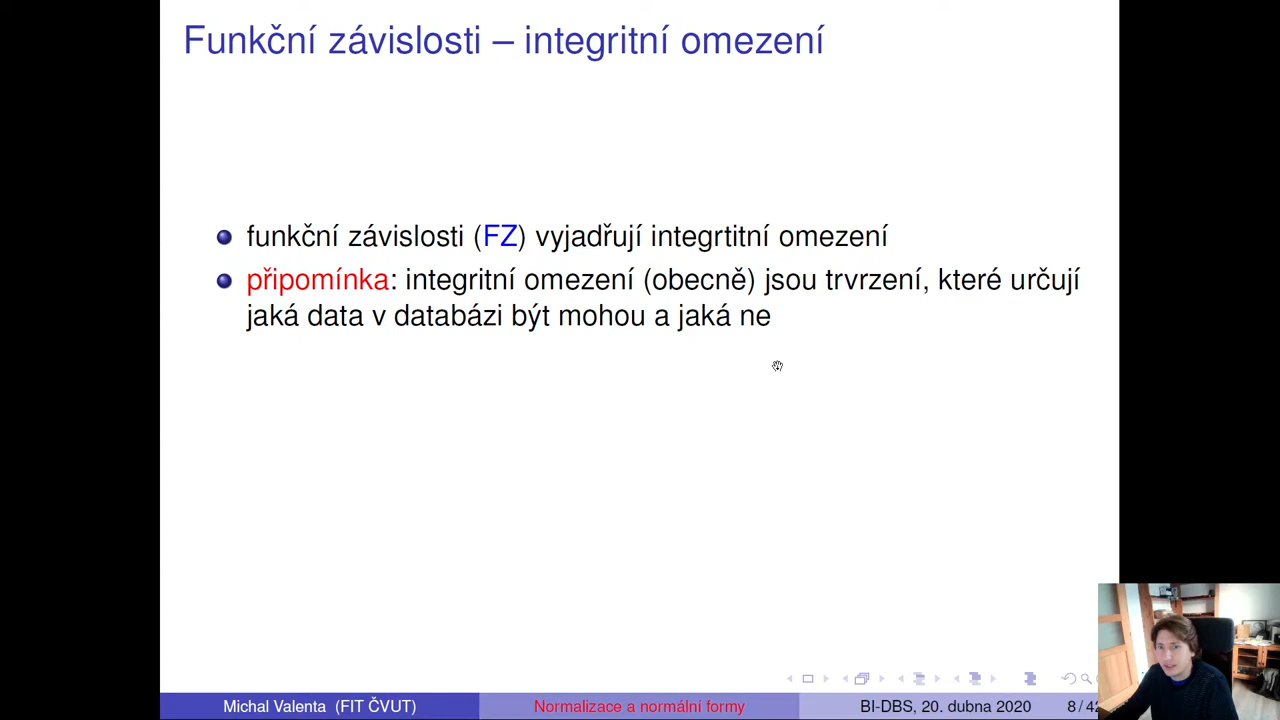 Funkční závislosti – integritní omezení
funkční závislosti (FZ) vyjadřují integrtitní omezení
připomínka: integritní omezení (obecně) jsou trvrzení, které určují
jaká data v databázi být mohou a jaká ne
Michal Valenta (FIT ČVUT) Normalizace a normální formy BI-DBS, 20. dubna 2020 8 / 42